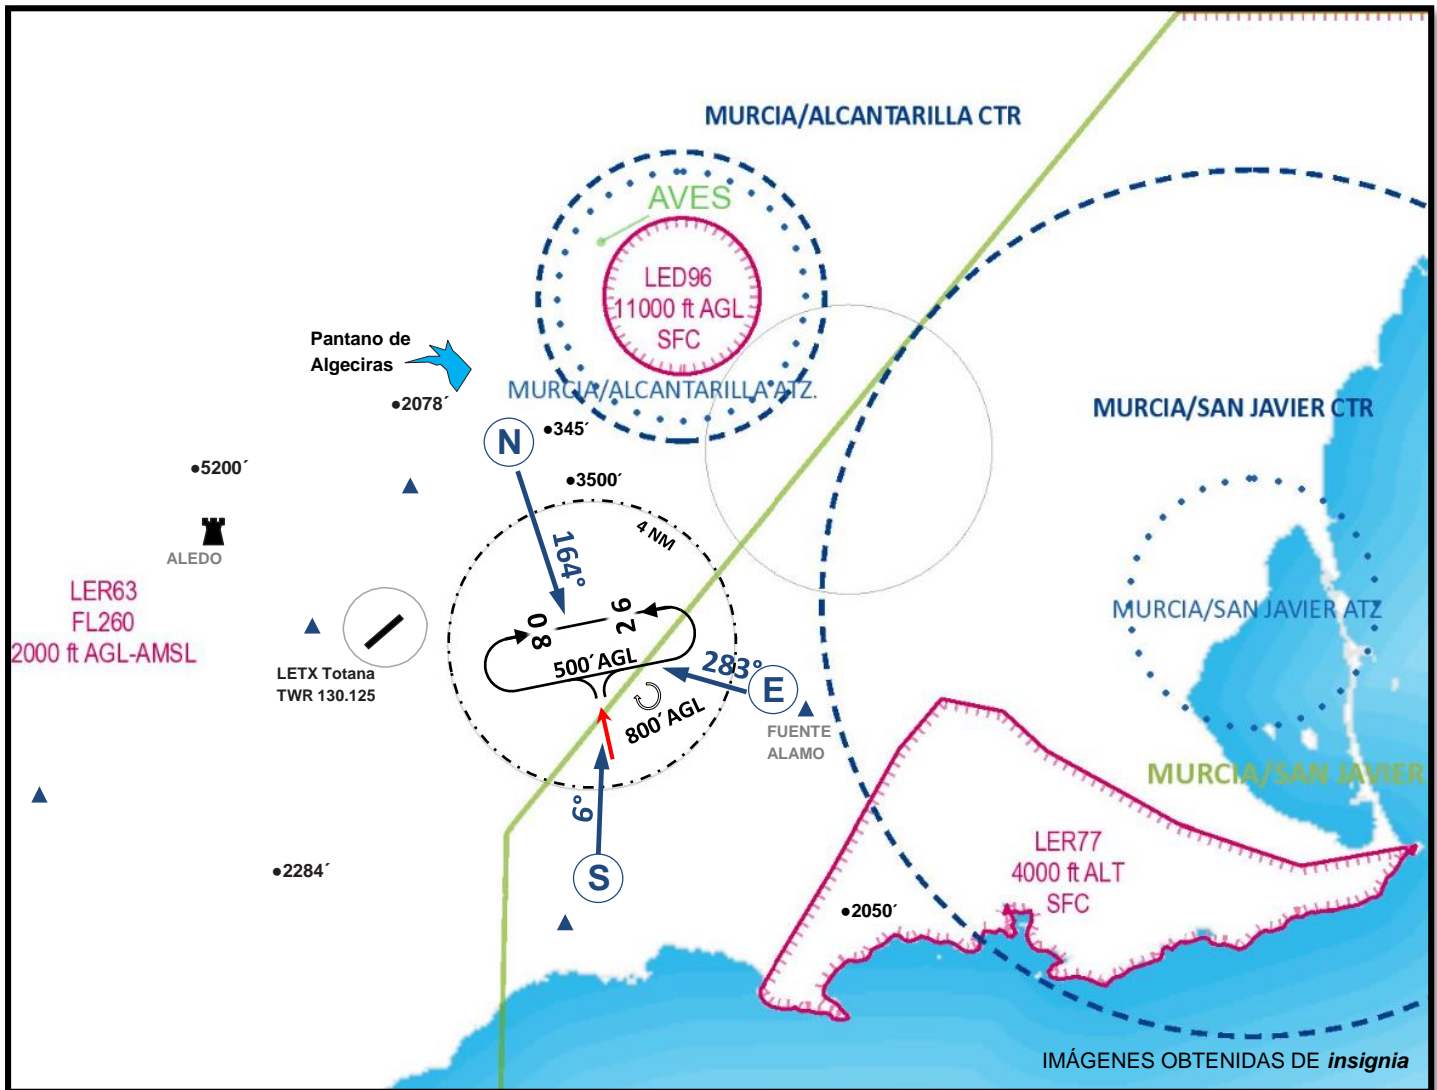 MURCIA/ALCANTARILLA CTR
AVES
LED96
11000 ft AGL
SFC
Pantano de
Algeciras
MURCIA/ALCANTARILLA ATZ.
●2078´
MURCIA/SAN JAVIER CTR
N
●345´
●5200´
●3500´
4 NM
ALEDO
164°
LER63
FL260
2000 ft AGL-AMSL
08
26
MURCIA/SAN JAVIER ATZ
500´AGL
283°
LETX Totana
TWR 130.125
E
800´AGL
FUENTE
ALAMO
MURCIA/SAN JAVIER
6°
●2284´
S
LER77
4000 ft ALT
SFC
●2050´
IMÁGENES OBTENIDAS DE insignia